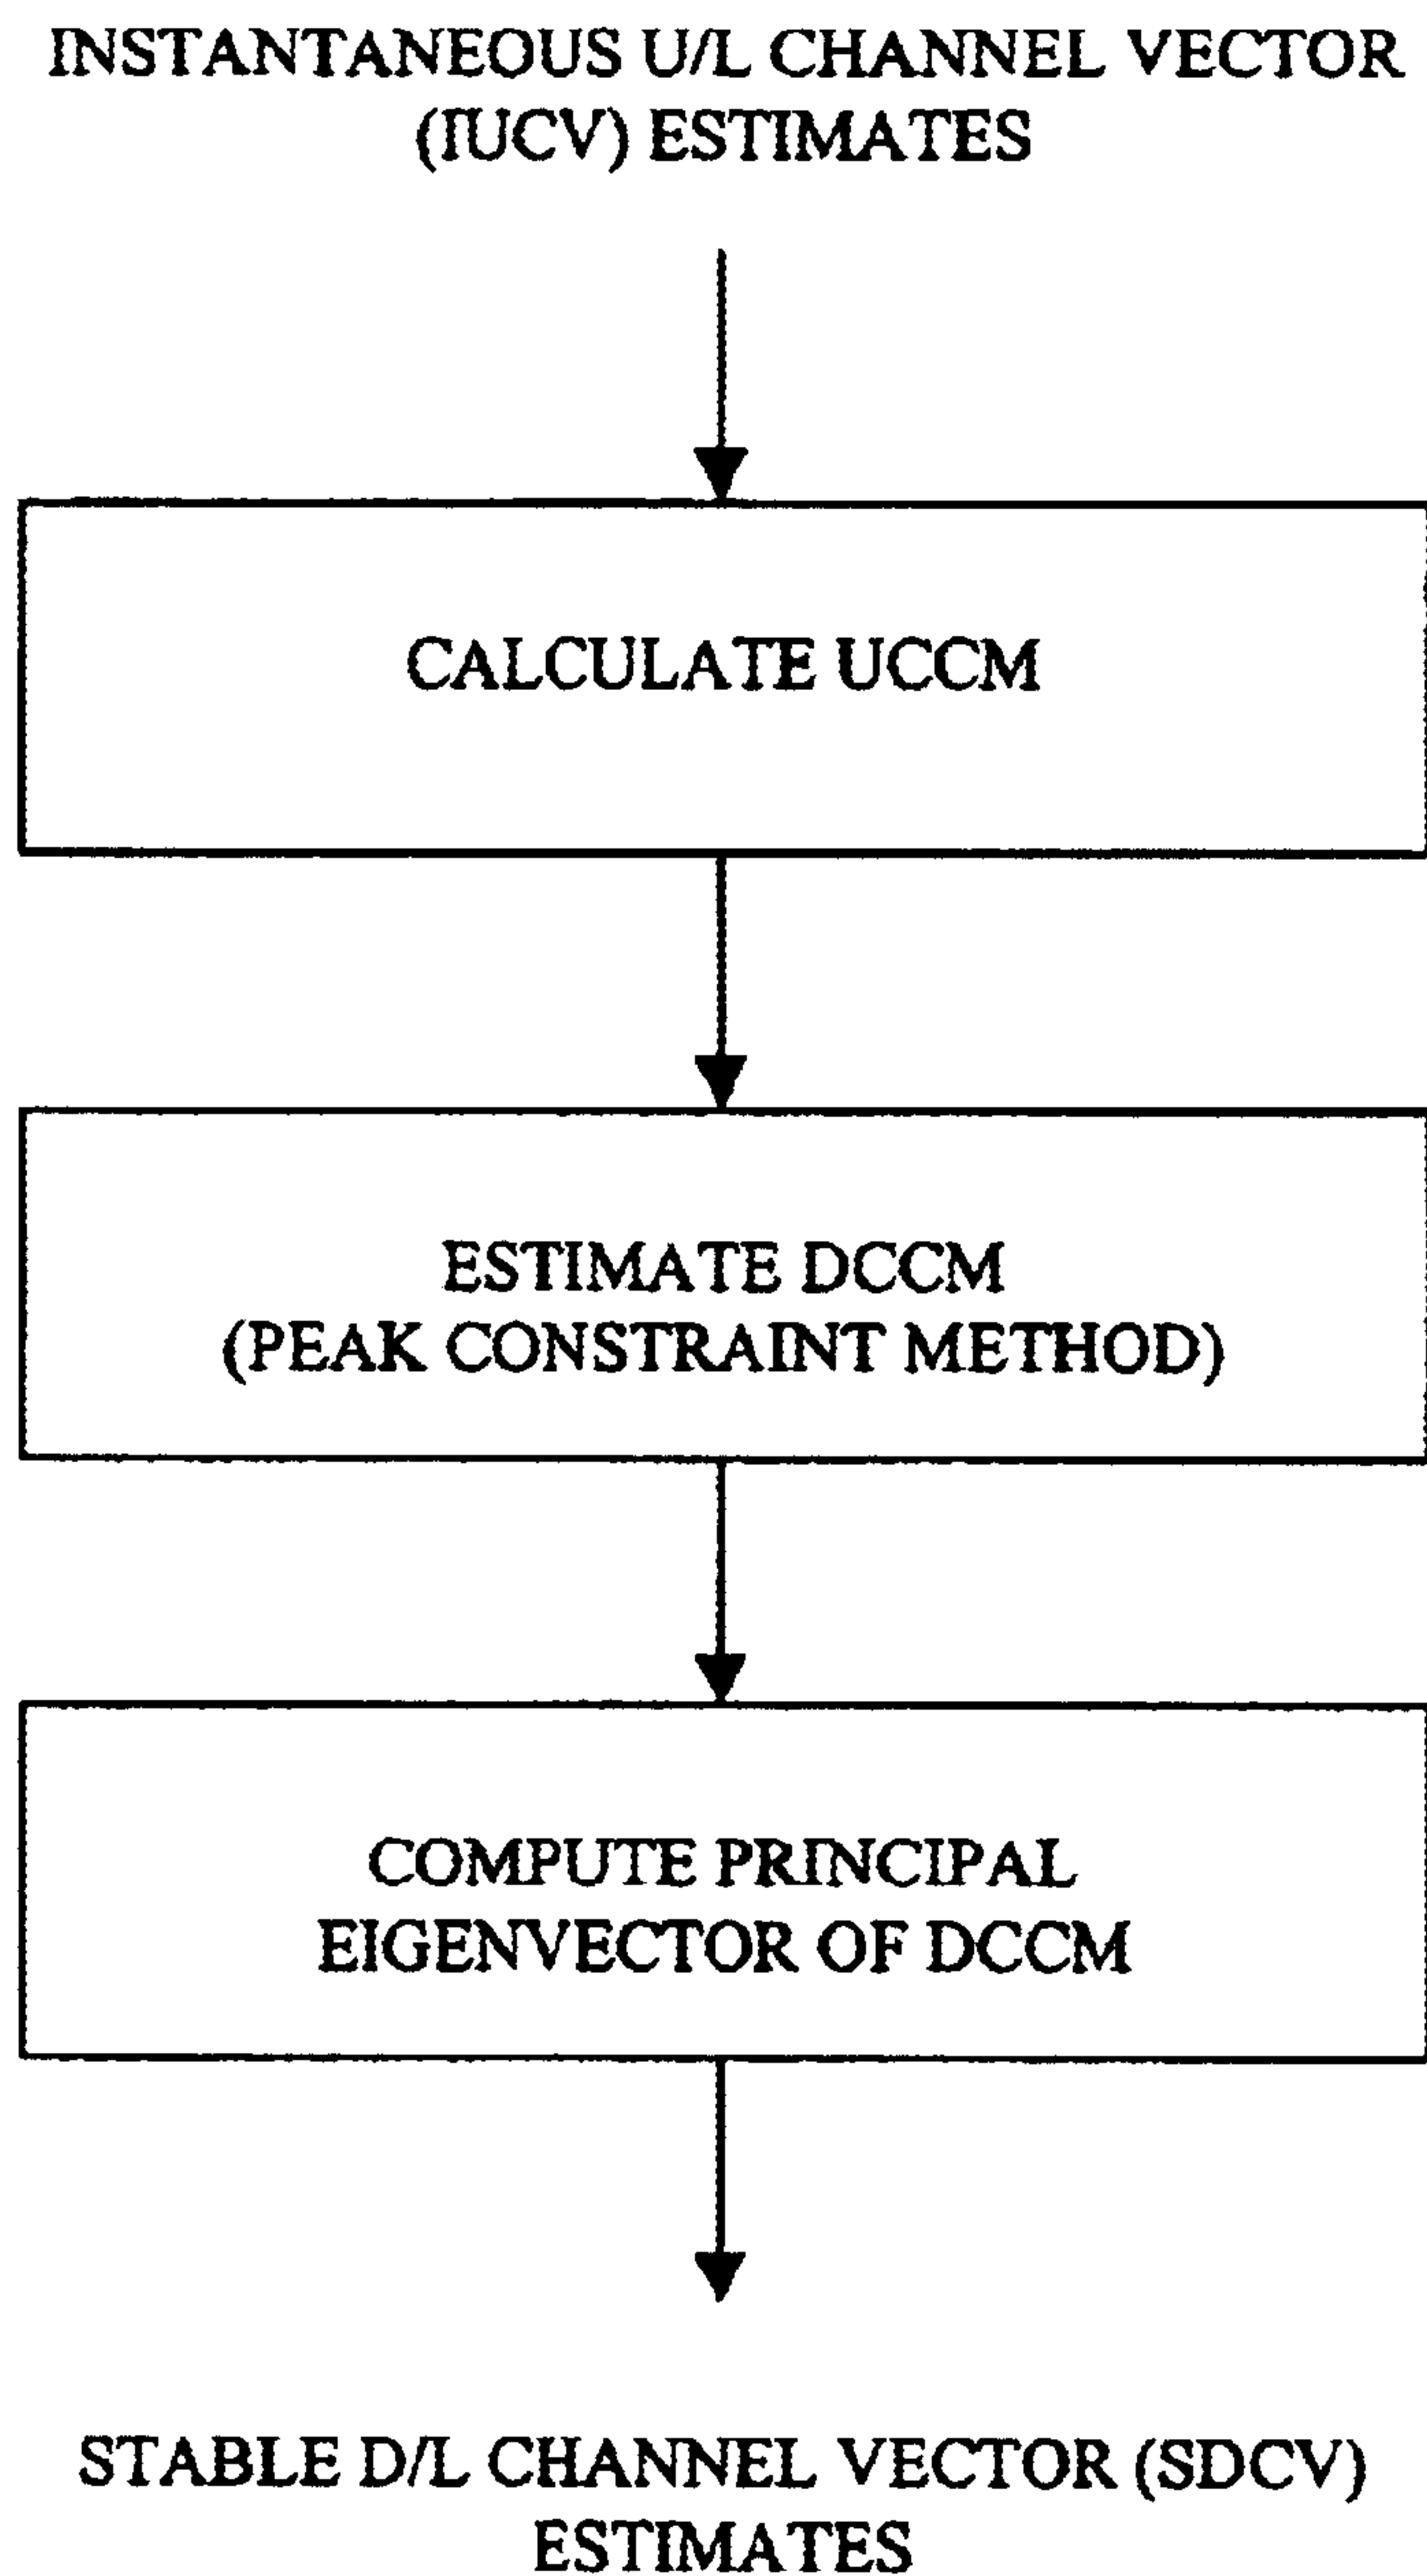 INSTANTANEOUS U/L CHANNEL VECTOR
(IUCV) ESTIMATES
CALCULATE UCCM
ESTIMATE DCCM
(PEAK CONSTRAINT METHOD)
COMPUTE PRINCIPAL
EIGENVECTOR OF DCCM
STABLE D/L CHANNEL VECTOR (SDCV)
ESTIMATES